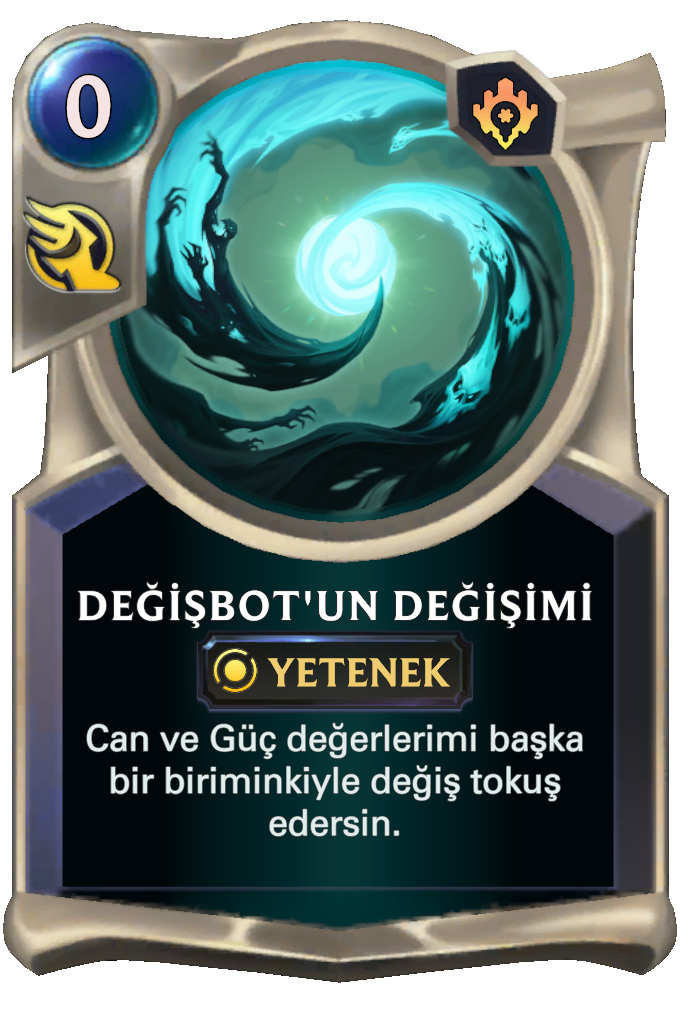 0
DEĞİŞBOT'UN DEĞİŞİMİ
YETENEK
Can ve Güç değerlerimi başka
bir biriminkiyle değiş tokuş
edersin.